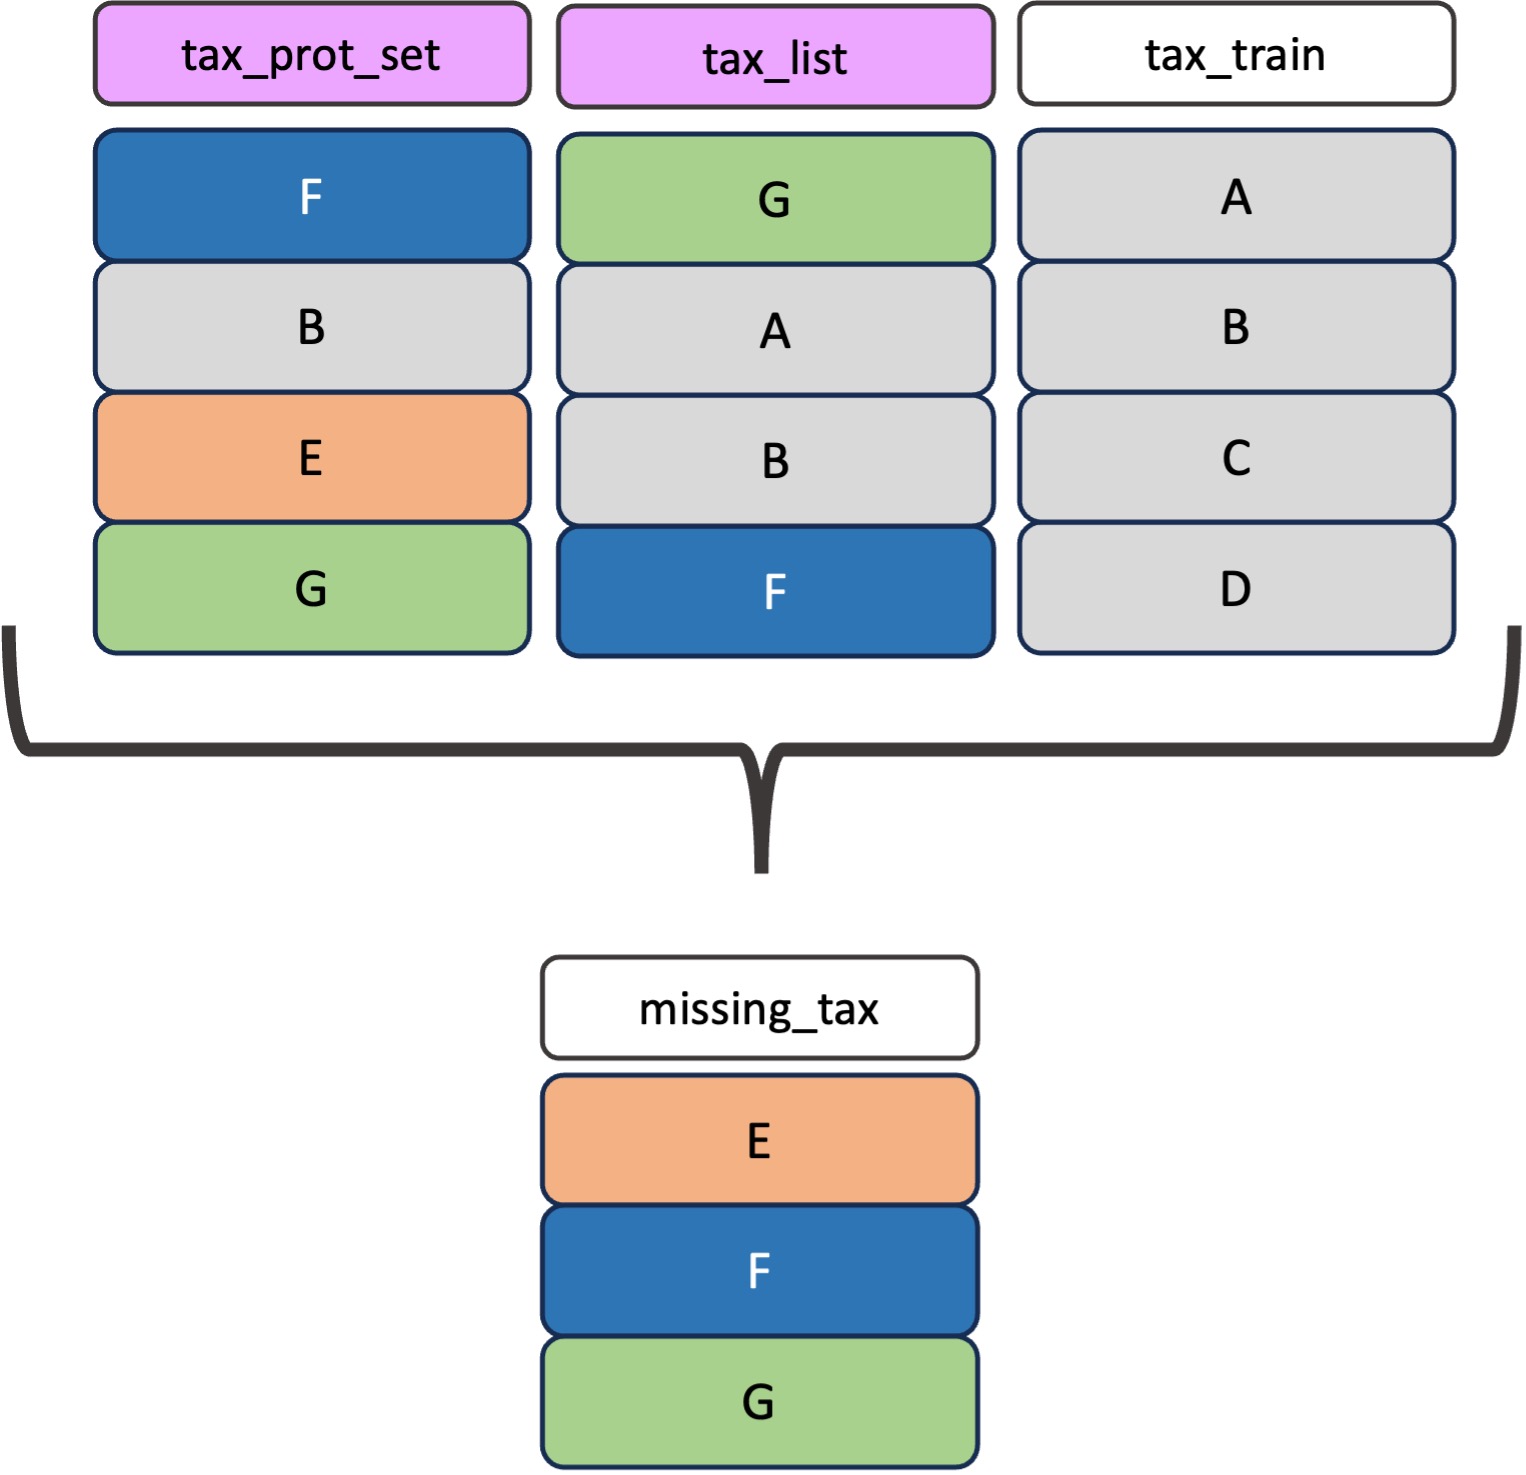 tax_prot_set
tax_list
tax_train
F
G
A
B
A
B
E
B
C
G
F
D
missing_tax
E
F
G